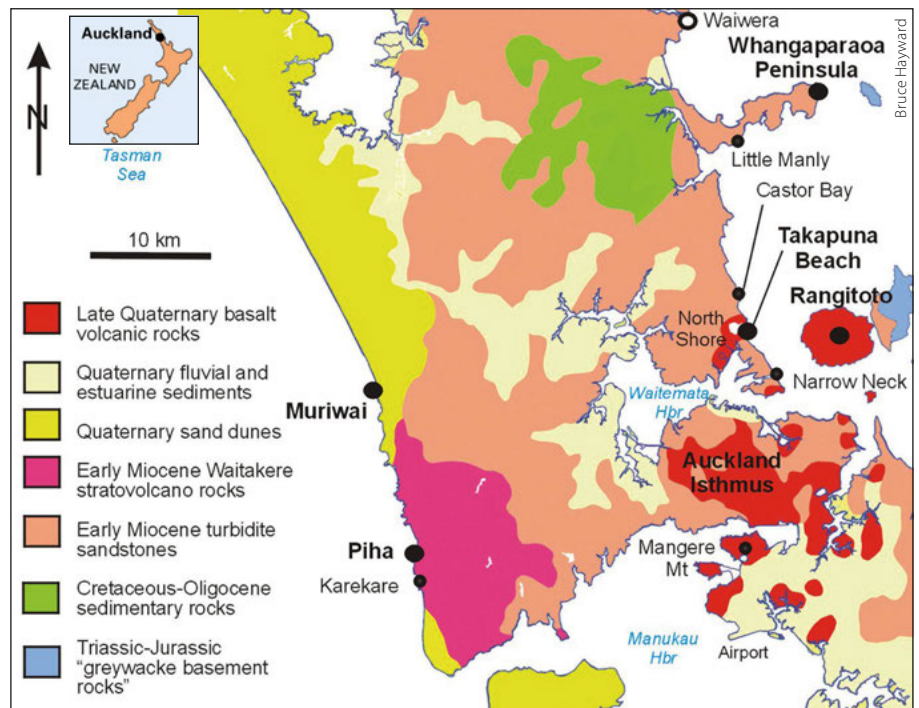 Auckland
NEW
ZEALAND
N
Tasman
Sea
10 km
Late Quaternary basalt
volcanic rocks
Quaternary fluvial and
estuarine sediments
Quaternary sand dunes
Early Miocene Waitakere
stratovolcano rocks
Early Miocene turbidite
sandstones
Cretaceous-Oligocene
sedimentary rocks
Triassic-Jurassic
“greywacke basement
rocks”
Waiwera
Whangaparaoa
Peninsula
Bruce Hayward
Little Manly
Castor Bay
Takapuna
Beach
Rangitoto
North
Shore
Narrow Neck
Muriwai
Waitemata
Hbr
Auckland
Isthmus
Piha
Karekare
Mangere
Mt
Manukau
Hbr
Airport